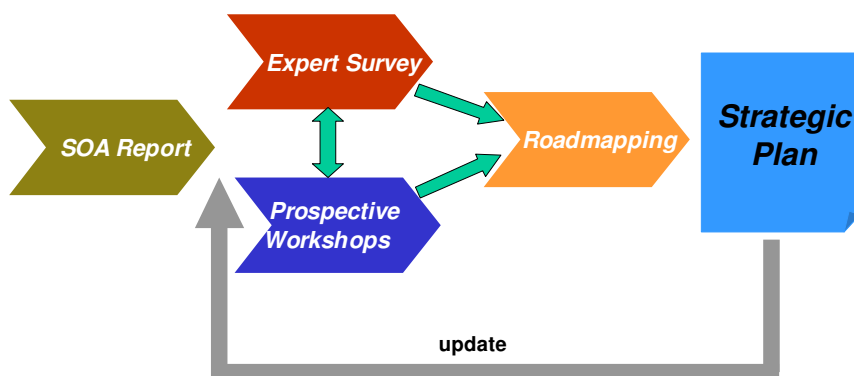 SOA Report
Expert Survey
Prospective
Workshops
Roadmapping
Strategic
Plan
update